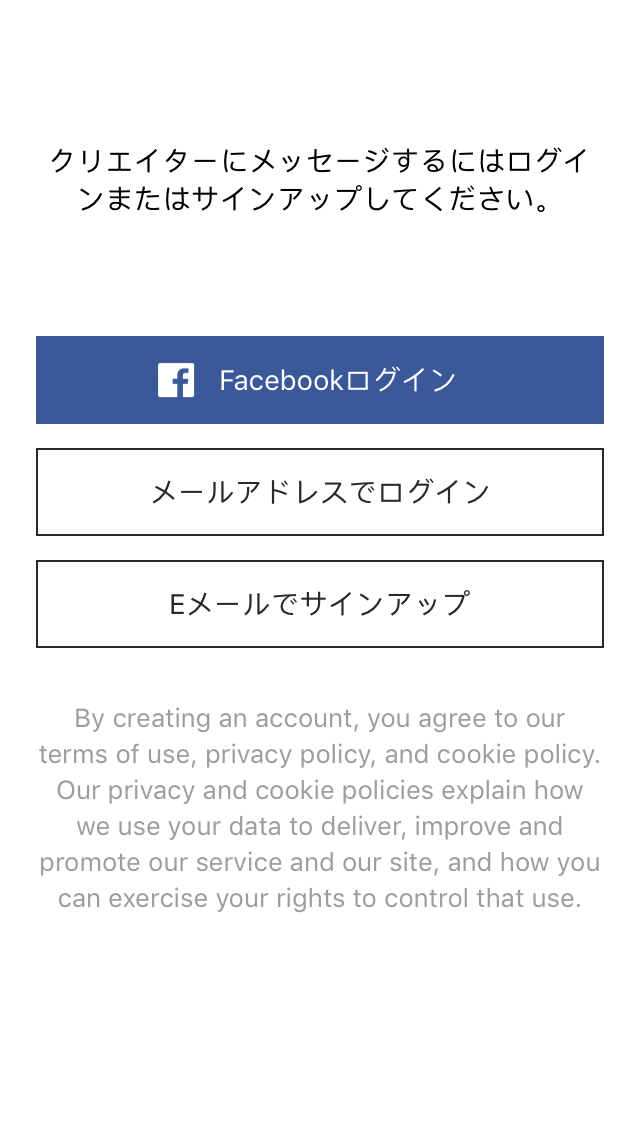 クリエイターにメッセージするにはログイ
ンまたはサインアップしてください。
Facebookログイン
メールアドレスでログイン
Eメールでサインアップ
By creating an account, you agree to our
terms of use, privacy policy, and cookie policy.
Our privacy and cookie policies explain how
we use your data to deliver, improve and
promote our service and our site, and how you
can exercise your rights to control that use.